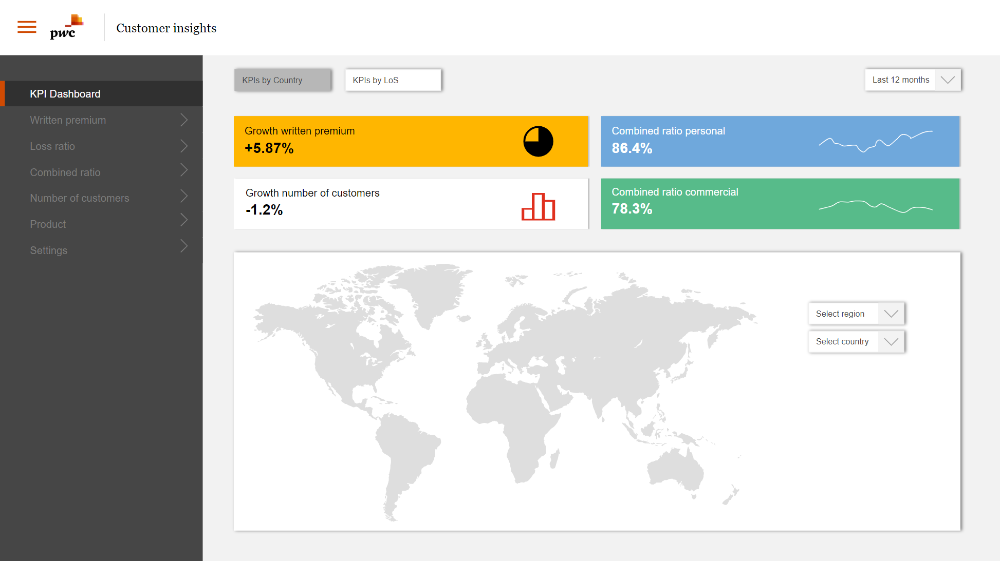 pwc
Customer insights
KPI Dashboard
Written premium
Loss ratio
Combined ratio
Number of customers
Product
Settings
KPIs by Country
KPIs by LoS
Last 12 months
Growth written premium
+5.87%
Combined ratio personal
86.4%
Growth number of customers
-1.2%
Combined ratio commercial
78.3%
Select region
Select country